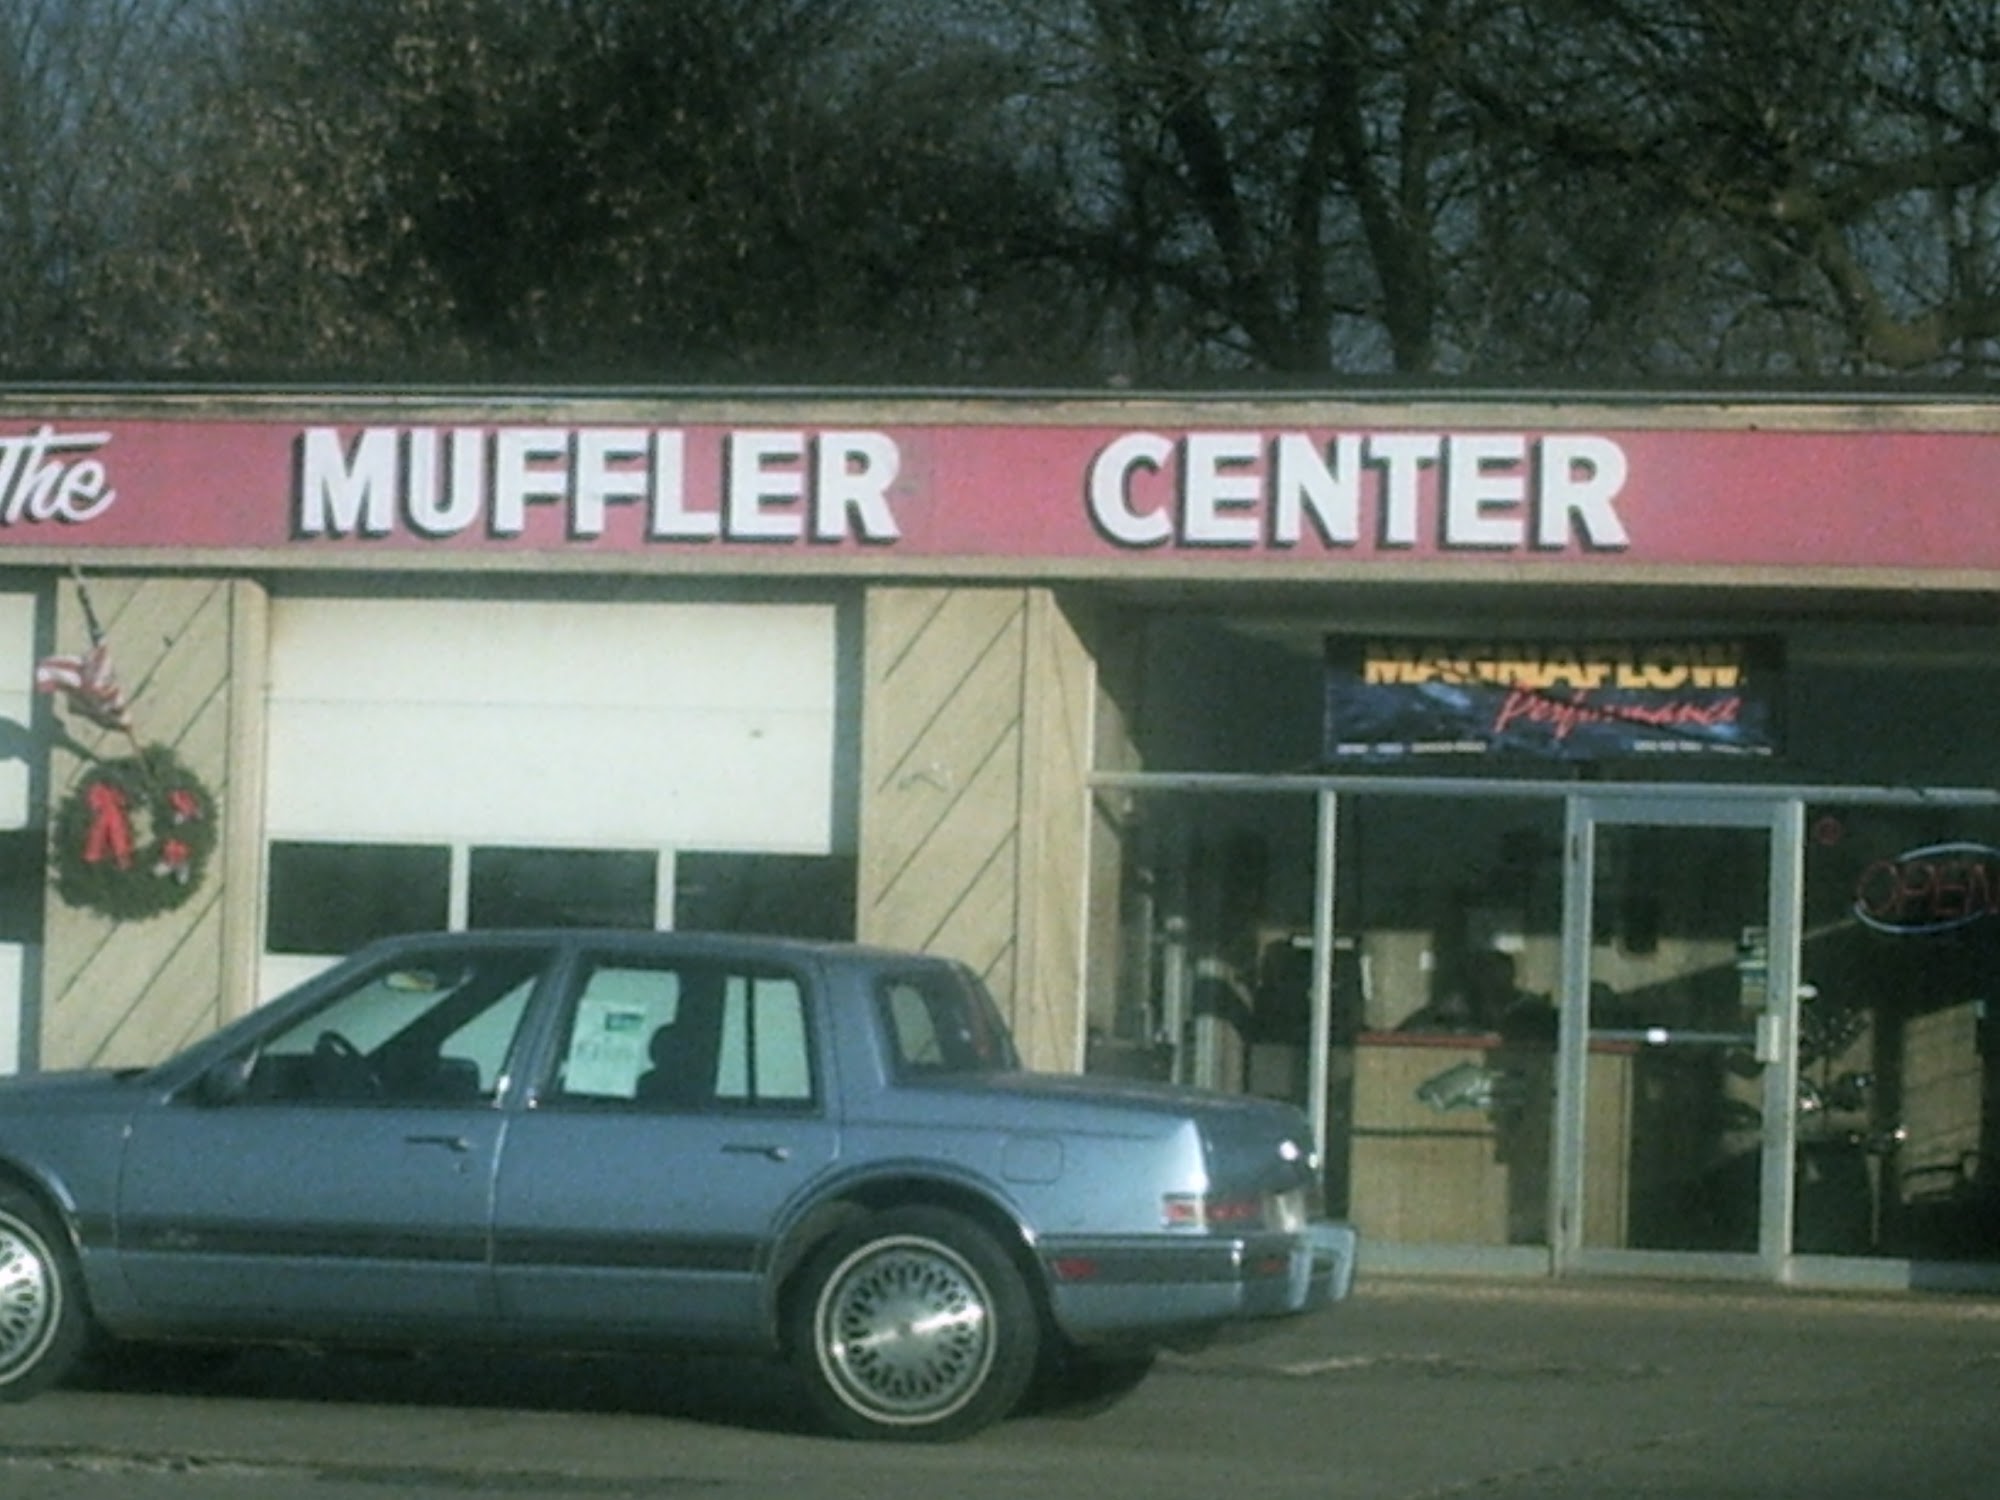 The MUFFLER CENTER
MAGNAFLOW
Performance
OPEN